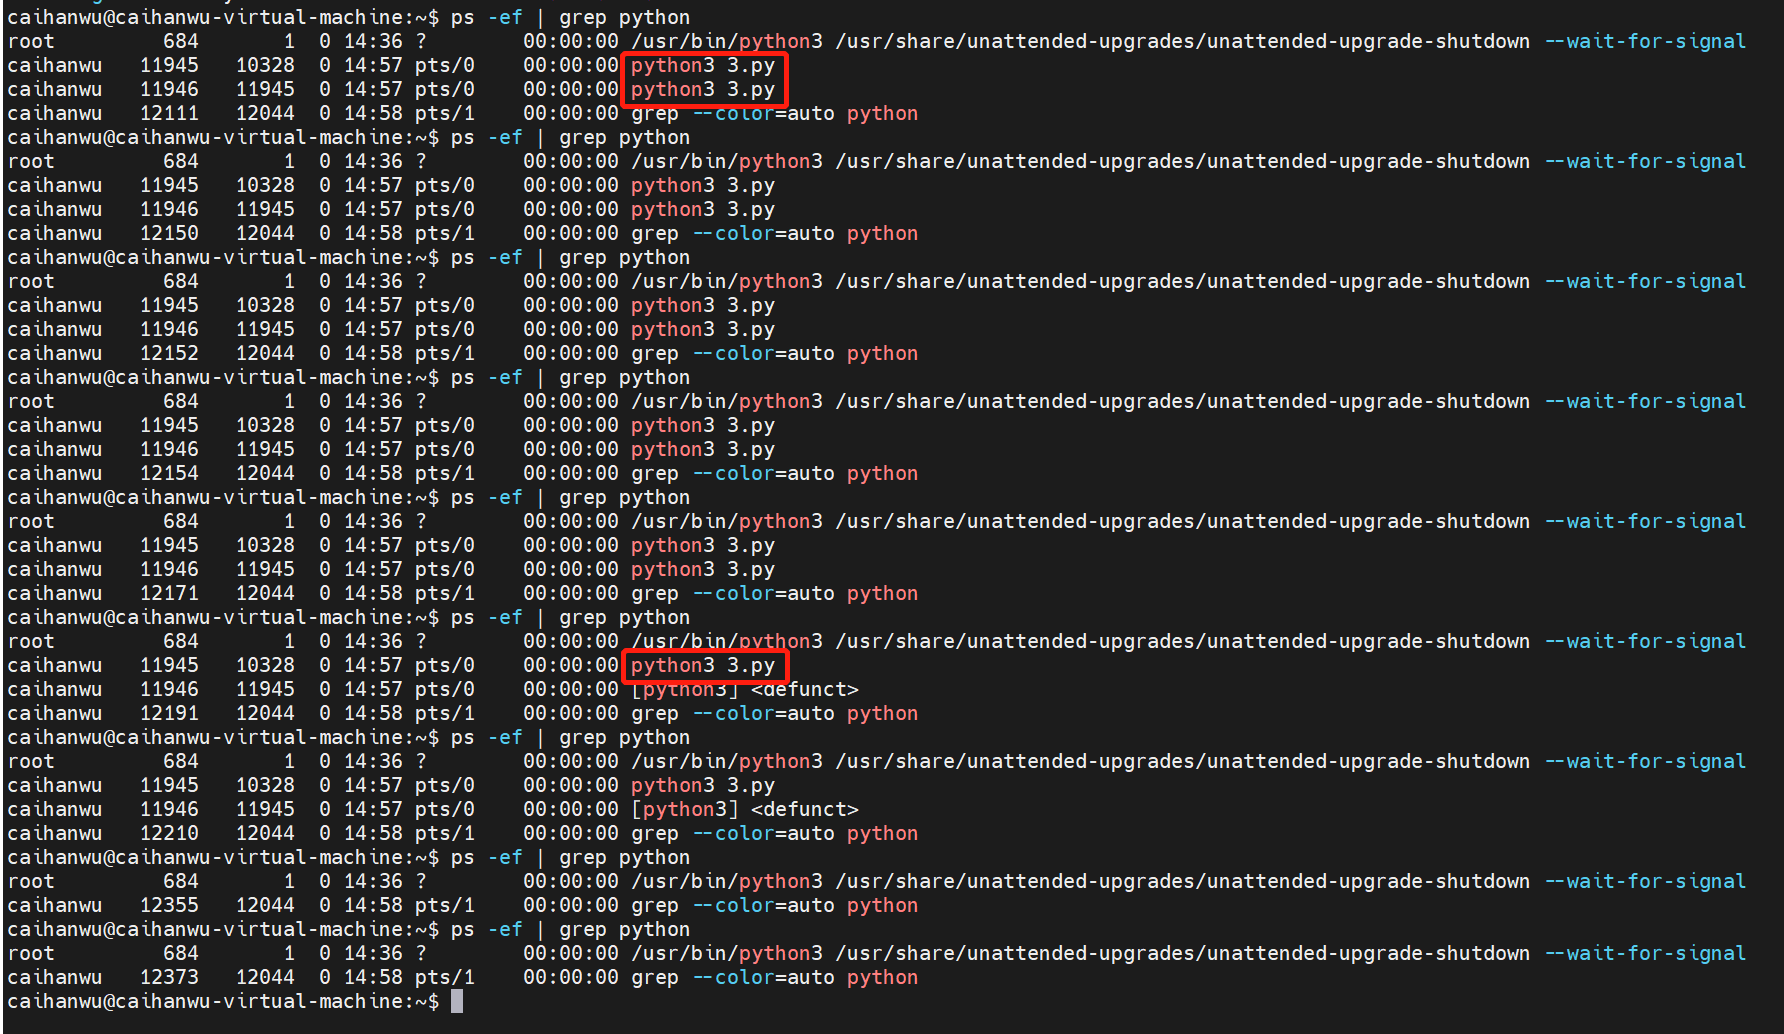 caihanwu@caihanwu-virtual-machine:~$ ps -ef | grep python
root         684       1  0 14:36 ?        00:00:00 /usr/bin/python3 /usr/share/unattended-upgrades/unattended-upgrade-shutdown --wait-for-signal
caihanwu   11945   10328  0 14:57 pts/0    00:00:00 python3 3.py
caihanwu   11946   11945  0 14:57 pts/0    00:00:00 python3 3.py
caihanwu   12111   12044  0 14:58 pts/1    00:00:00 grep --color=auto python
caihanwu@caihanwu-virtual-machine:~$ ps -ef | grep python
root         684       1  0 14:36 ?        00:00:00 /usr/bin/python3 /usr/share/unattended-upgrades/unattended-upgrade-shutdown --wait-for-signal
caihanwu   11945   10328  0 14:57 pts/0    00:00:00 python3 3.py
caihanwu   11946   11945  0 14:57 pts/0    00:00:00 python3 3.py
caihanwu   12150   12044  0 14:58 pts/1    00:00:00 grep --color=auto python
caihanwu@caihanwu-virtual-machine:~$ ps -ef | grep python
root         684       1  0 14:36 ?        00:00:00 /usr/bin/python3 /usr/share/unattended-upgrades/unattended-upgrade-shutdown --wait-for-signal
caihanwu   11945   10328  0 14:57 pts/0    00:00:00 python3 3.py
caihanwu   11946   11945  0 14:57 pts/0    00:00:00 python3 3.py
caihanwu   12152   12044  0 14:58 pts/1    00:00:00 grep --color=auto python
caihanwu@caihanwu-virtual-machine:~$ ps -ef | grep python
root         684       1  0 14:36 ?        00:00:00 /usr/bin/python3 /usr/share/unattended-upgrades/unattended-upgrade-shutdown --wait-for-signal
caihanwu   11945   10328  0 14:57 pts/0    00:00:00 python3 3.py
caihanwu   11946   11945  0 14:57 pts/0    00:00:00 python3 3.py
caihanwu   12154   12044  0 14:58 pts/1    00:00:00 grep --color=auto python
caihanwu@caihanwu-virtual-machine:~$ ps -ef | grep python
root         684       1  0 14:36 ?        00:00:00 /usr/bin/python3 /usr/share/unattended-upgrades/unattended-upgrade-shutdown --wait-for-signal
caihanwu   11945   10328  0 14:57 pts/0    00:00:00 python3 3.py
caihanwu   11946   11945  0 14:57 pts/0    00:00:00 python3 3.py
caihanwu   12171   12044  0 14:58 pts/1    00:00:00 grep --color=auto python
caihanwu@caihanwu-virtual-machine:~$ ps -ef | grep python
root         684       1  0 14:36 ?        00:00:00 /usr/bin/python3 /usr/share/unattended-upgrades/unattended-upgrade-shutdown --wait-for-signal
caihanwu   11945   10328  0 14:57 pts/0    00:00:00 python3 3.py
caihanwu   11946   11945  0 14:57 pts/0    00:00:00 [python3] <defunct>
caihanwu   12191   12044  0 14:58 pts/1    00:00:00 grep --color=auto python
caihanwu@caihanwu-virtual-machine:~$ ps -ef | grep python
root         684       1  0 14:36 ?        00:00:00 /usr/bin/python3 /usr/share/unattended-upgrades/unattended-upgrade-shutdown --wait-for-signal
caihanwu   11945   10328  0 14:57 pts/0    00:00:00 python3 3.py
caihanwu   11946   11945  0 14:57 pts/0    00:00:00 [python3] <defunct>
caihanwu   12210   12044  0 14:58 pts/1    00:00:00 grep --color=auto python
caihanwu@caihanwu-virtual-machine:~$ ps -ef | grep python
root         684       1  0 14:36 ?        00:00:00 /usr/bin/python3 /usr/share/unattended-upgrades/unattended-upgrade-shutdown --wait-for-signal
caihanwu   12355   12044  0 14:58 pts/1    00:00:00 grep --color=auto python
caihanwu@caihanwu-virtual-machine:~$ ps -ef | grep python
root         684       1  0 14:36 ?        00:00:00 /usr/bin/python3 /usr/share/unattended-upgrades/unattended-upgrade-shutdown --wait-for-signal
caihanwu   12373   12044  0 14:58 pts/1    00:00:00 grep --color=auto python
caihanwu@caihanwu-virtual-machine:~$